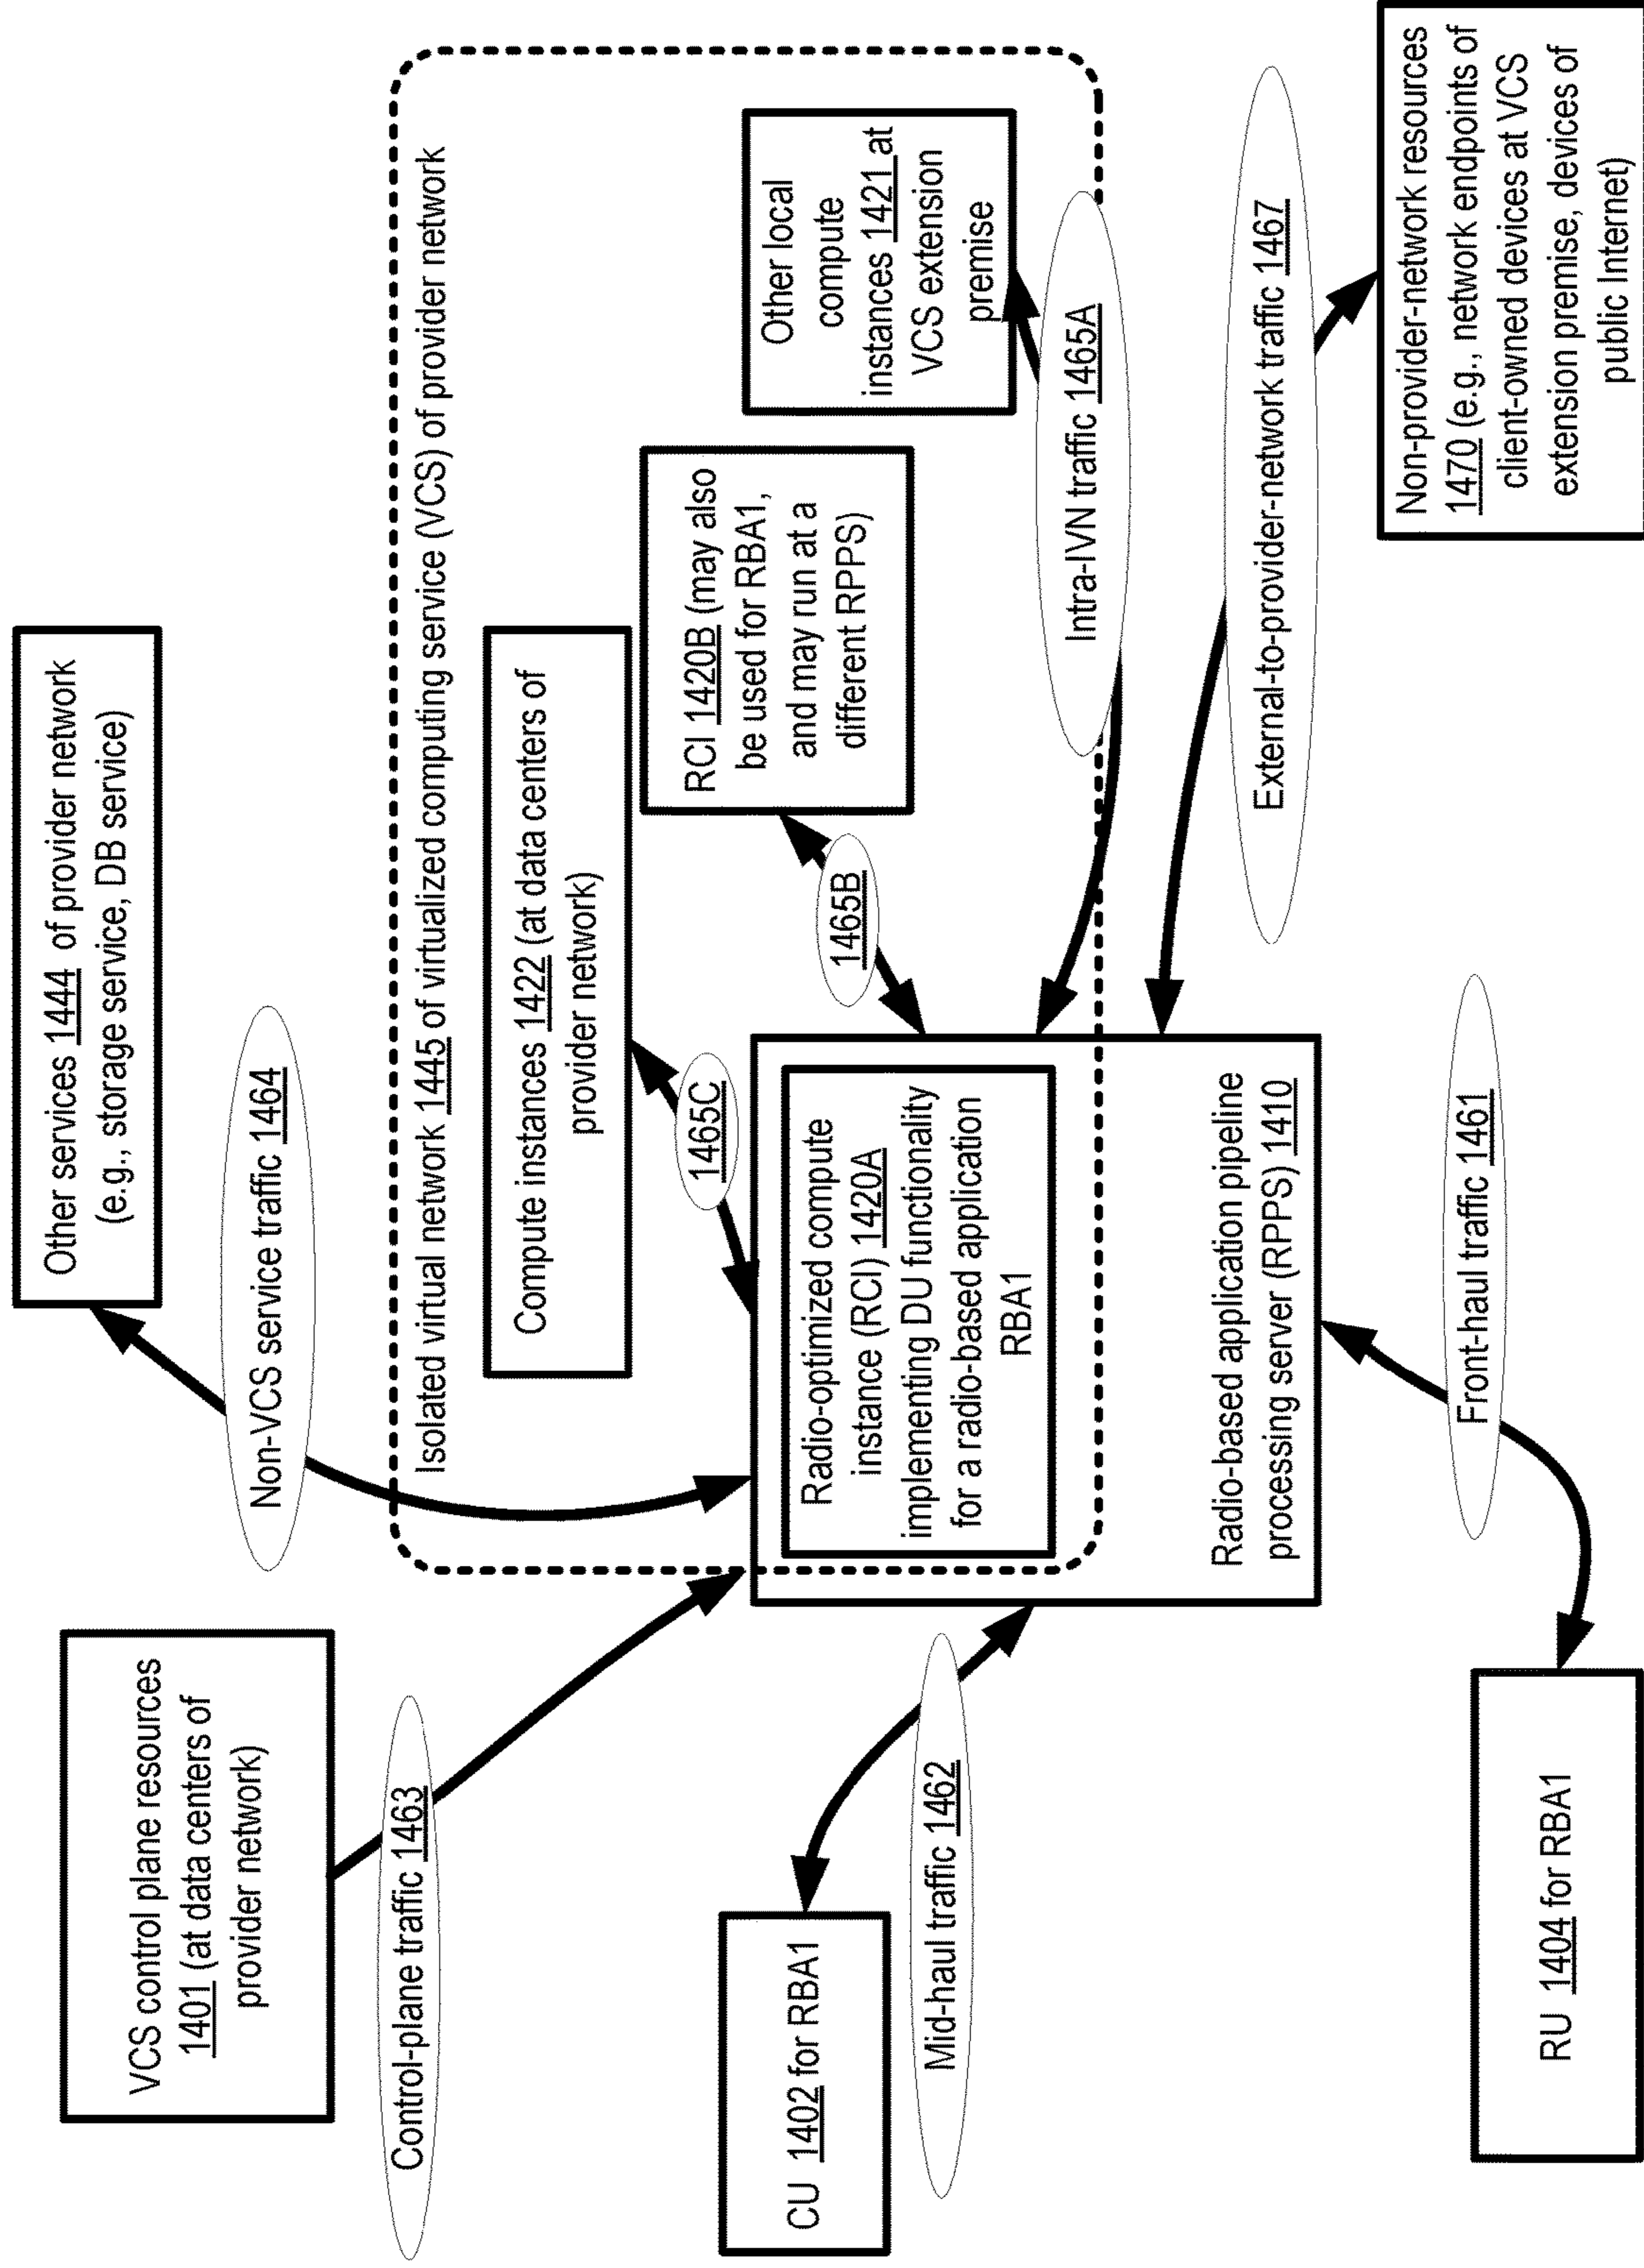 VCS control plane resources
1401 (at data centers of
provider network)
Other services 1444 of provider network
(e.g., storage service, DB service)
Control-plane traffic 1463
Non-VCS service traffic 1464
Isolated virtual network 1445 of virtualized computing service (VCS) of provider network
Compute instances 1422 (at data centers of
provider network)
1465C
RCI 1420B (may also
be used for RBA1,
and may run at a
different RPPS)
1465B
Other local
compute
instances 1421 at
VCS extension
premise
CU 1402 for RBA1
Mid-haul traffic 1462
Radio-optimized compute
instance (RCI) 1420A
implementing DU functionality
for a radio-based application
RBA1
Radio-based application pipeline
processing server (RPPS) 1410
Intra-IVN traffic 1465A
External-to-provider-network traffic 1467
RU 1404 for RBA1
Front-haul traffic 1461
Non-provider-network resources
1470 (e.g., network endpoints of
client-owned devices at VCS
extension premise, devices of
public Internet)